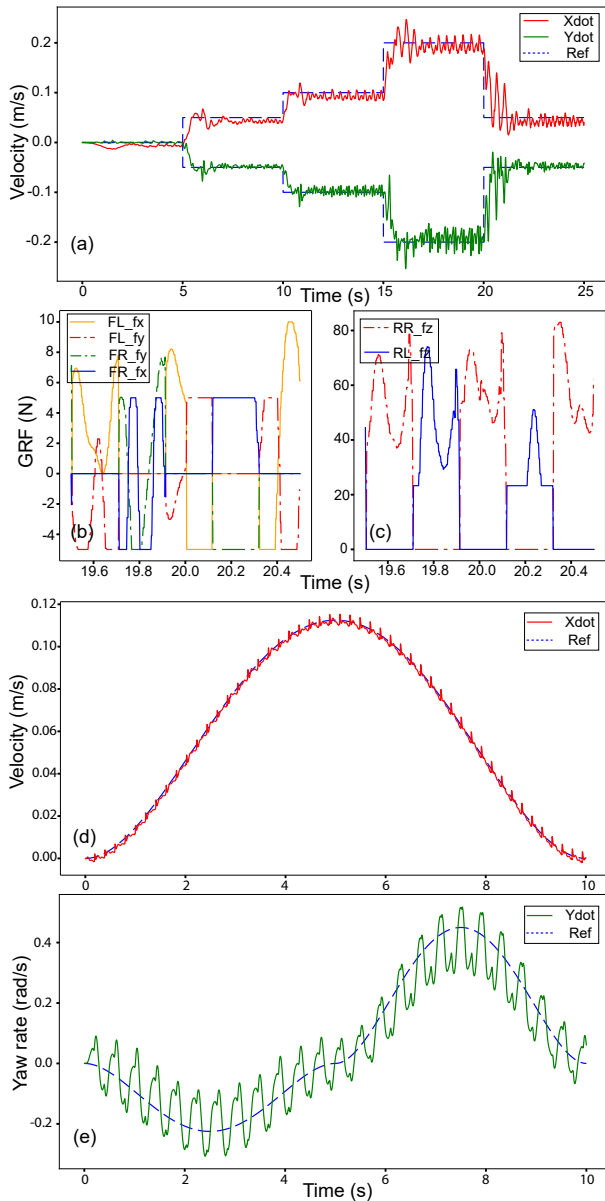 Xdot
Ydot
Ref
0.2
0.1
0.0
-0.1
-0.2
Velocity (m/s)
(a)
0 5 10 15 20 25
Time (s)
FL_fx
FL_fy
FR_fy
FR_fx
10
8
6
4
2
0
-2
-4
GRF (N)
(b)
19.6 19.8 20.0 20.2 20.4
RR_fz
RL_fz
80
60
40
20
0
(c)
19.6 19.8 20.0 20.2 20.4
Time (s)
Xdot
Ref
0.12
0.10
0.08
0.06
0.04
0.02
0.00
Velocity (m/s)
(d)
0 2 4 6 8 10
Ydot
Ref
0.4
0.2
0.0
-0.2
Yaw rate (rad/s)
(e)
0 2 4 6 8 10
Time (s)